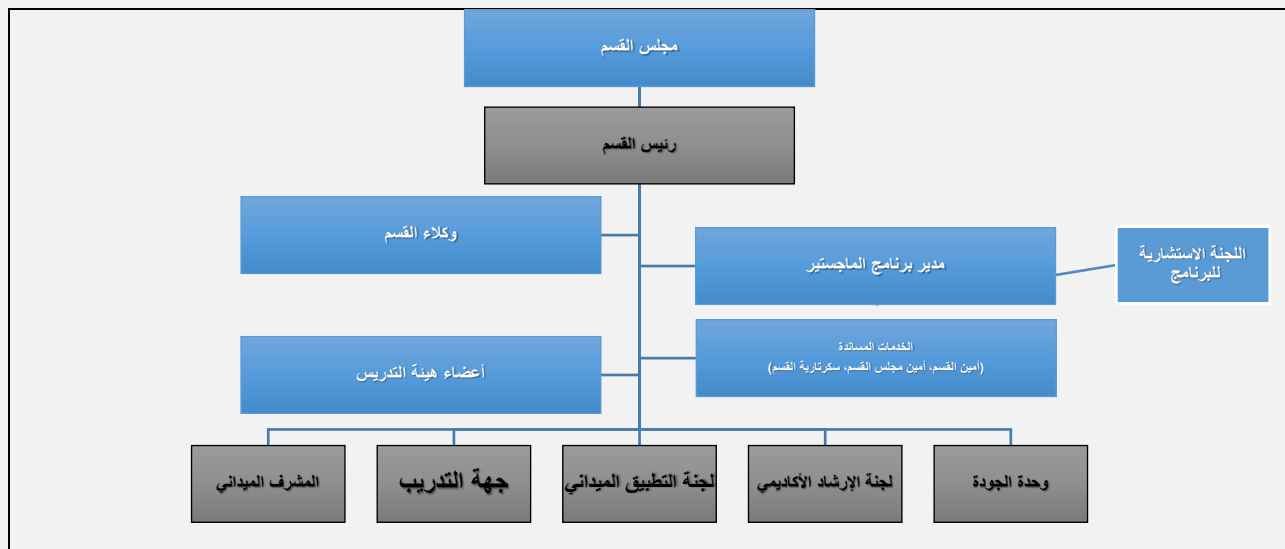 مجلس القسم
رئيس القسم
وكلاء القسم
مدير برنامج الماجستير
اللجنة الاستشارية
للبرنامج
الخدمات المساندة
(أمين القسم، أمين مجلس القسم، سكرتارية القسم)
أعضاء هيئة التدريس
وحدة الجودة
لجنة الإرشاد الأكاديمي
لجنة التطبيق الميداني
جهة التدريب
المشرف الميداني